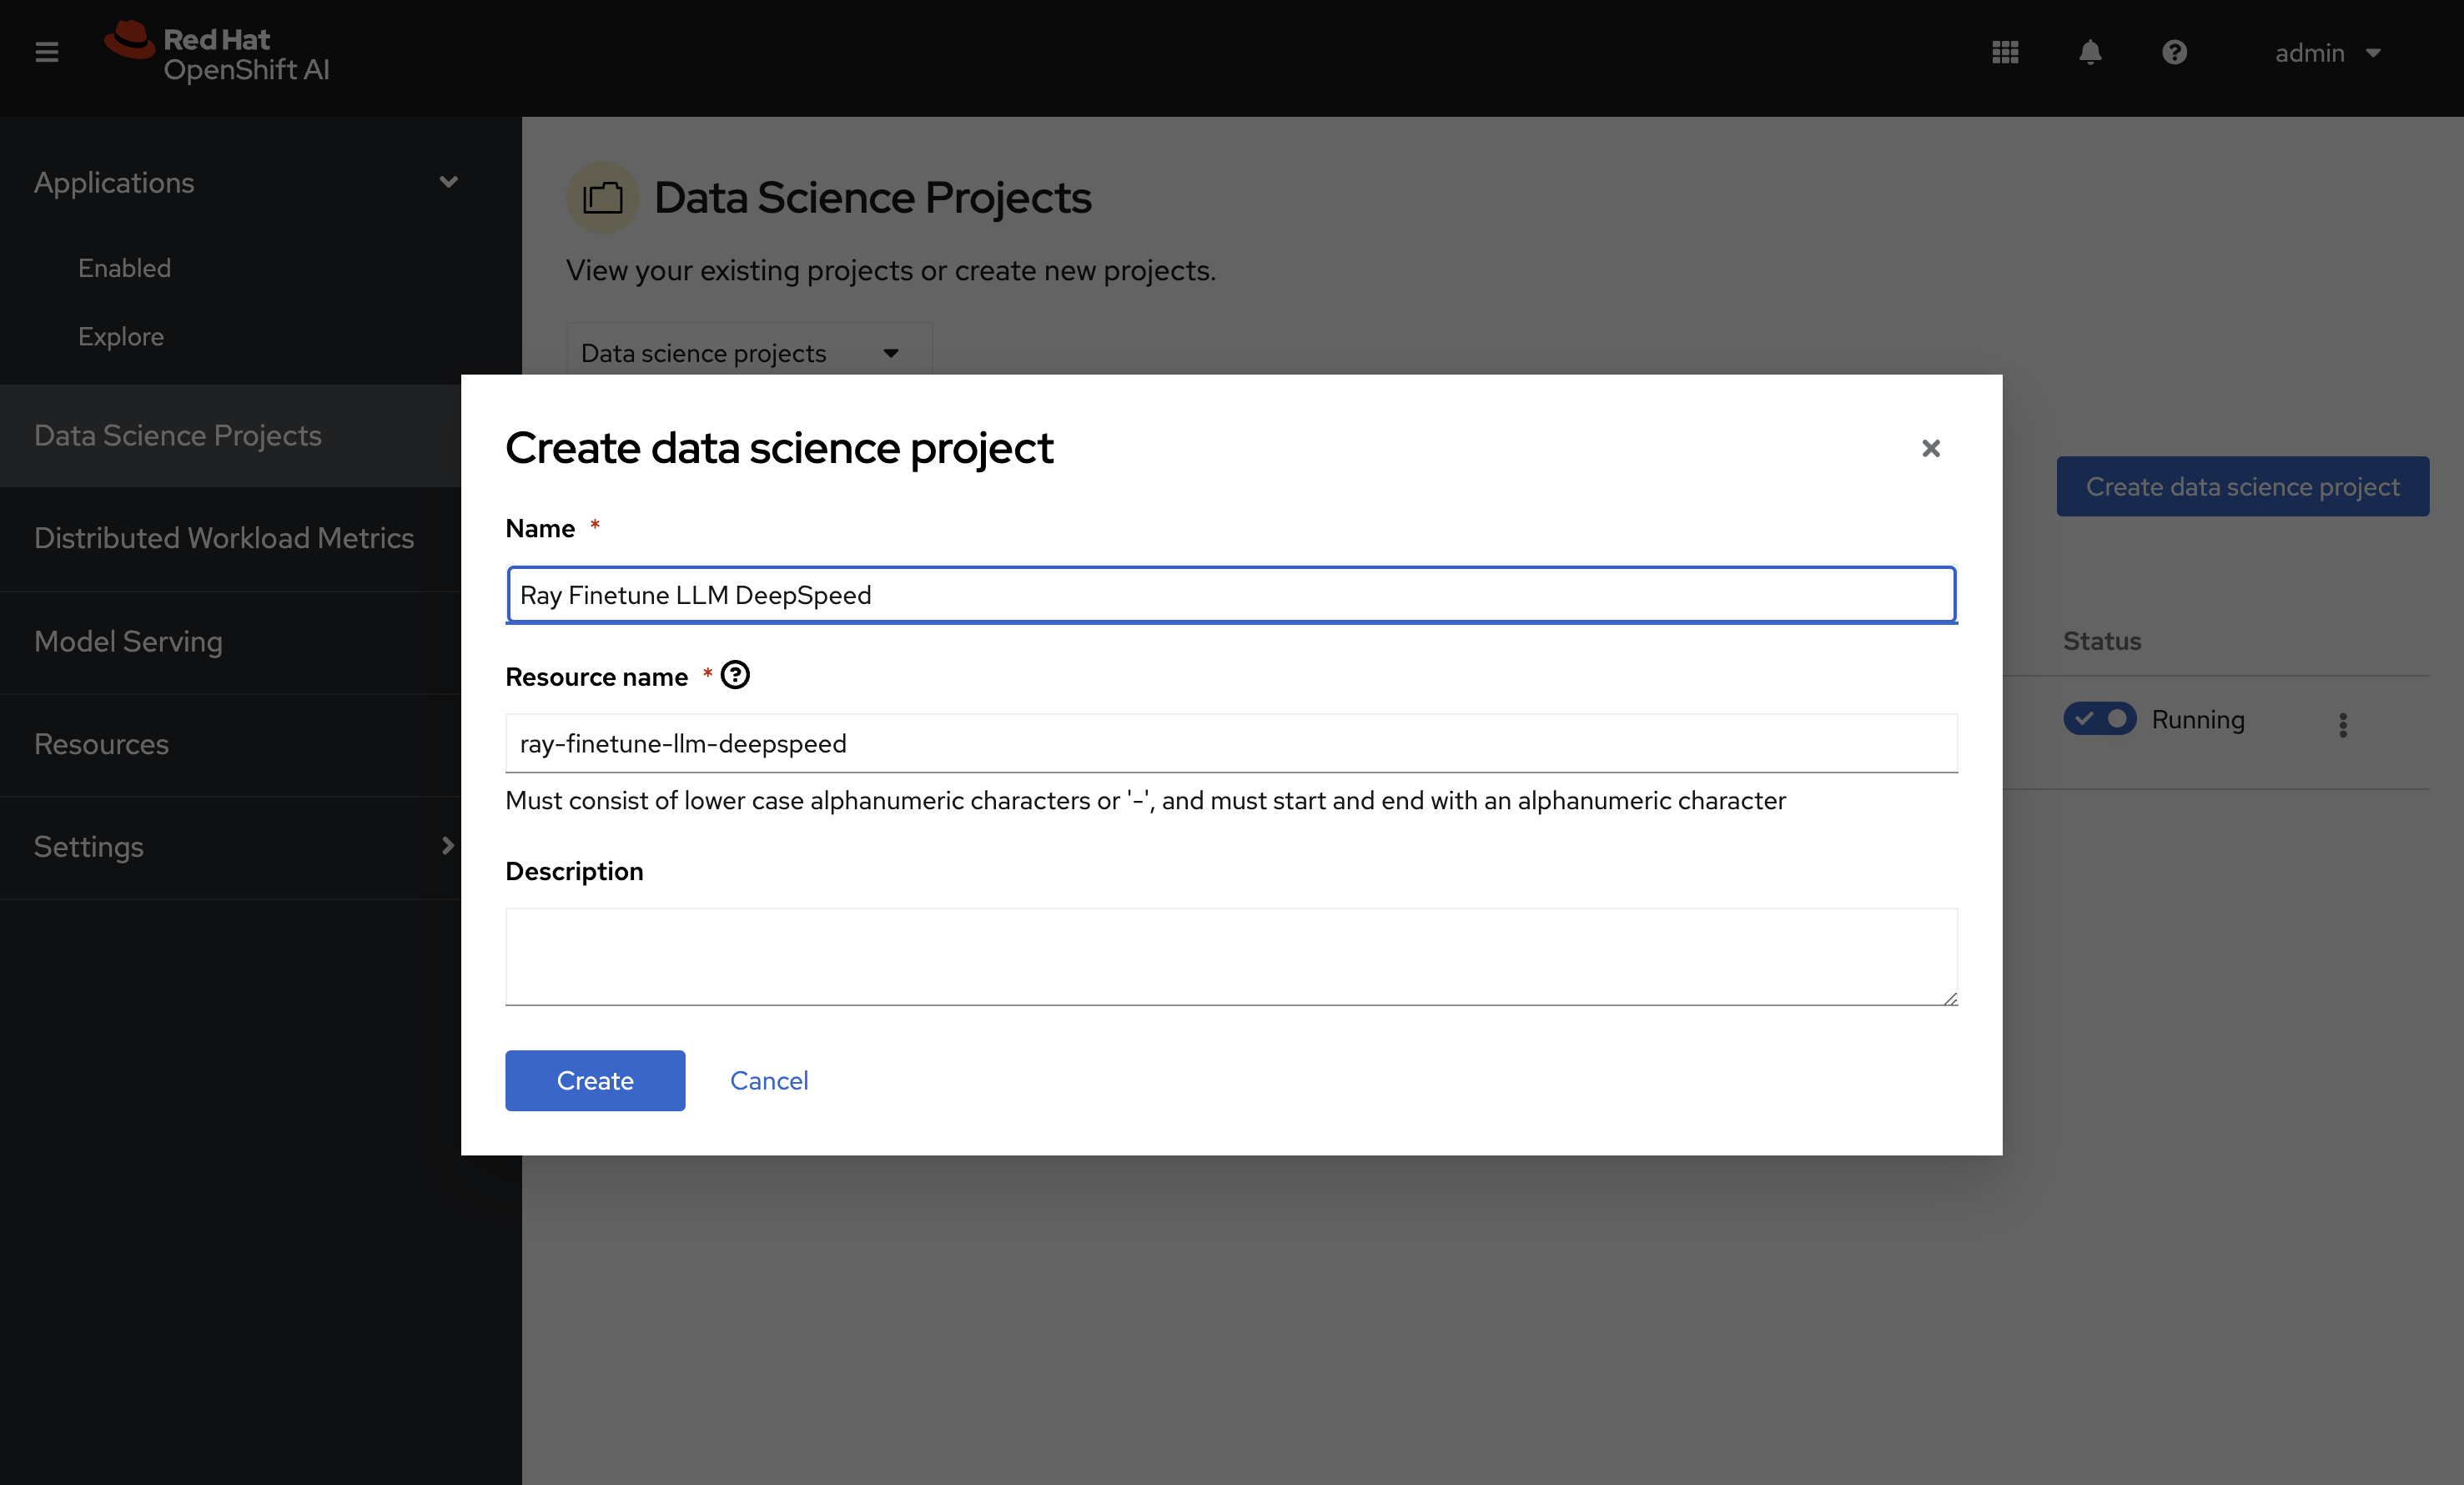 Red Hat
OpenShift AI
admin
Applications
Enabled
Explore
Data Science Projects
Distributed Workload Metrics
Model Serving
Resources
Settings
Data Science Projects
View your existing projects or create new projects.
Data science projects
Create data science project
Status
Running
Create data science project
Name *
Ray Finetune LLM DeepSpeed
Resource name *
ray-finetune-llm-deepspeed
Must consist of lower case alphanumeric characters or '-', and must start and end with an alphanumeric character
Description
Create
Cancel